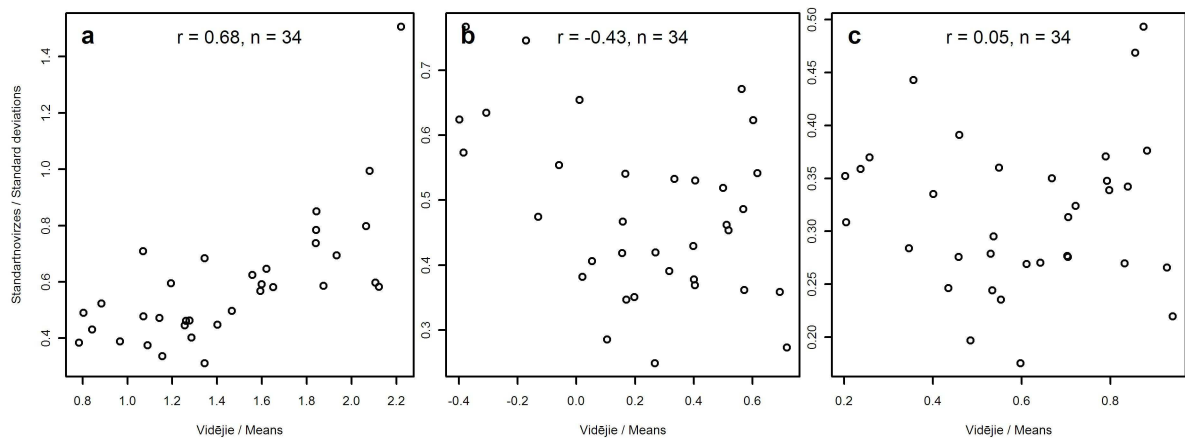 a
r = 0.68, n = 34
b
r = -0.43, n = 34
c
r = 0.05, n = 34
Standartnovirzes / Standard deviations
1.4
1.2
1.0
0.8
0.6
0.4
0.8 1.0 1.2 1.4 1.6 1.8 2.0 2.2
Vidējie / Means
0.7
0.6
0.5
0.4
0.3
-0.4 -0.2 0.0 0.2 0.4 0.6
Vidējie / Means
0.50
0.45
0.40
0.35
0.30
0.25
0.20
0.2 0.4 0.6 0.8
Vidējie / Means